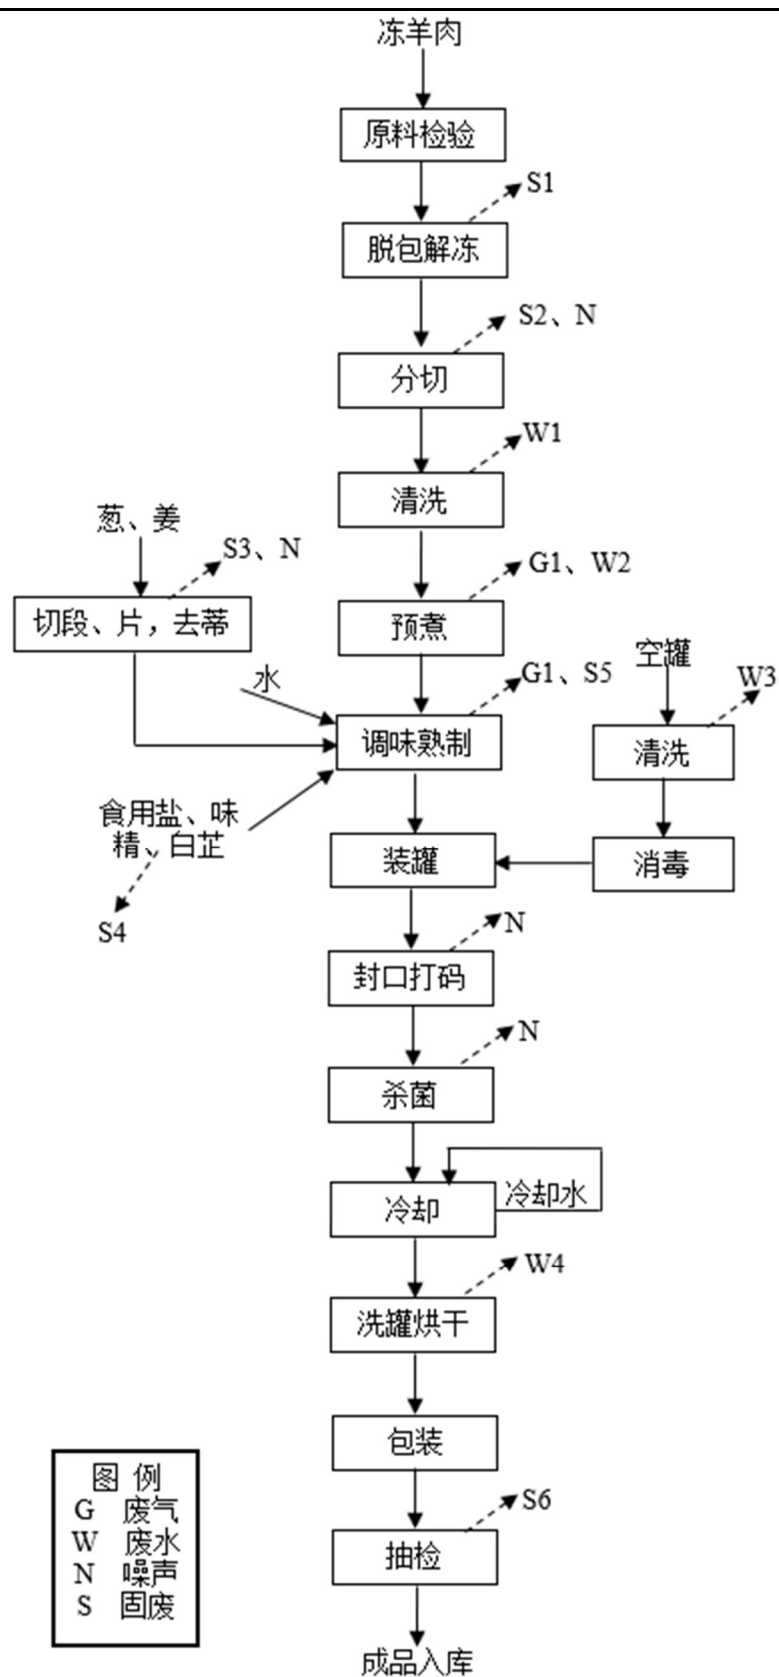 冻羊肉
原料检验
S1
脱包解冻
S2、N
分切
W1
清洗
葱、姜
S3、N
G1、W2
切段、片，去蒂
预煮
空罐
水
G1、S5
W3
调味熟制
清洗
食用盐、味
精、白芷
装罐
消毒
S4
N
封口打码
N
杀菌
冷却
冷却水
W4
洗罐烘干
包装
图 例
G 废气
W 废水
N 噪声
S 固废
S6
抽检
成品入库